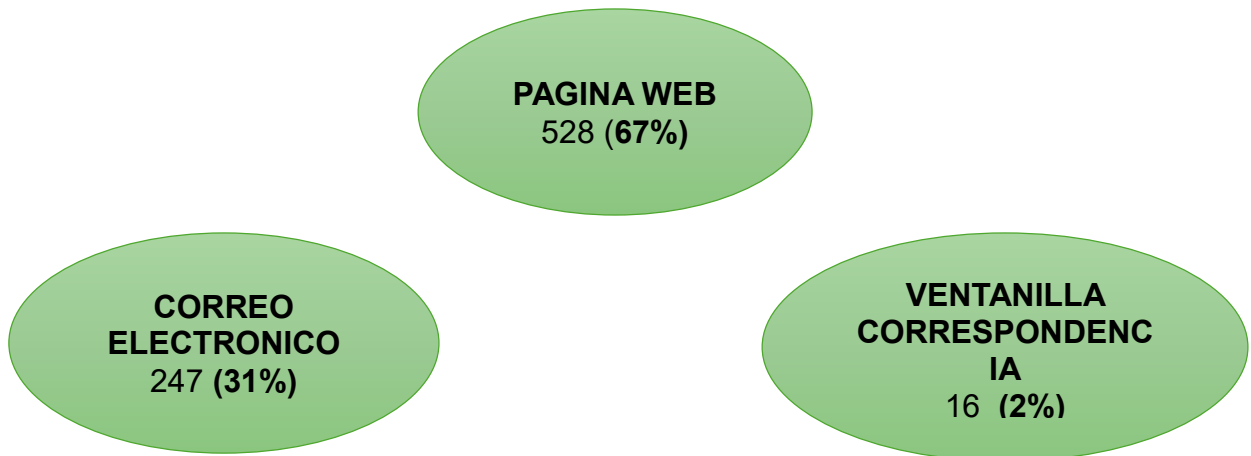 PAGINA WEB
528 (67%)
CORREO
ELECTRONICO
247 (31%)
VENTANILLA
CORRESPONDENC
IA
16 (2%)